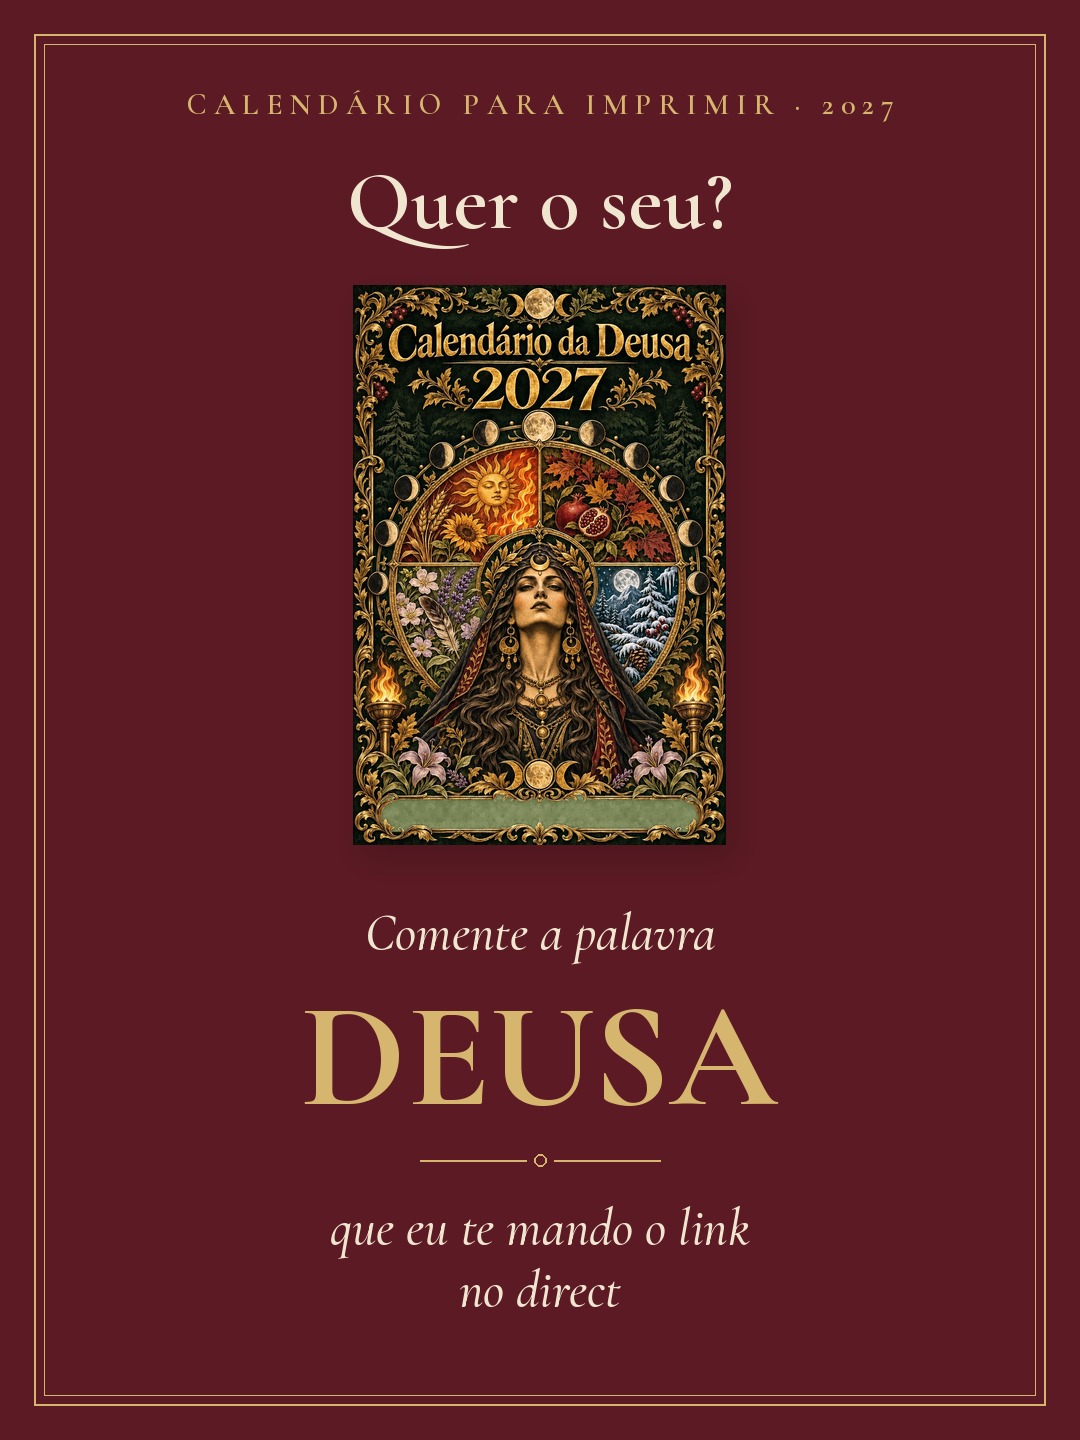 CALENDÁRIO PARA IMPRIMIR · 2027
Quer o seu?
Calendário da Deusa
2027
Comente a palavra
DEUSA
que eu te mando o link
no direct